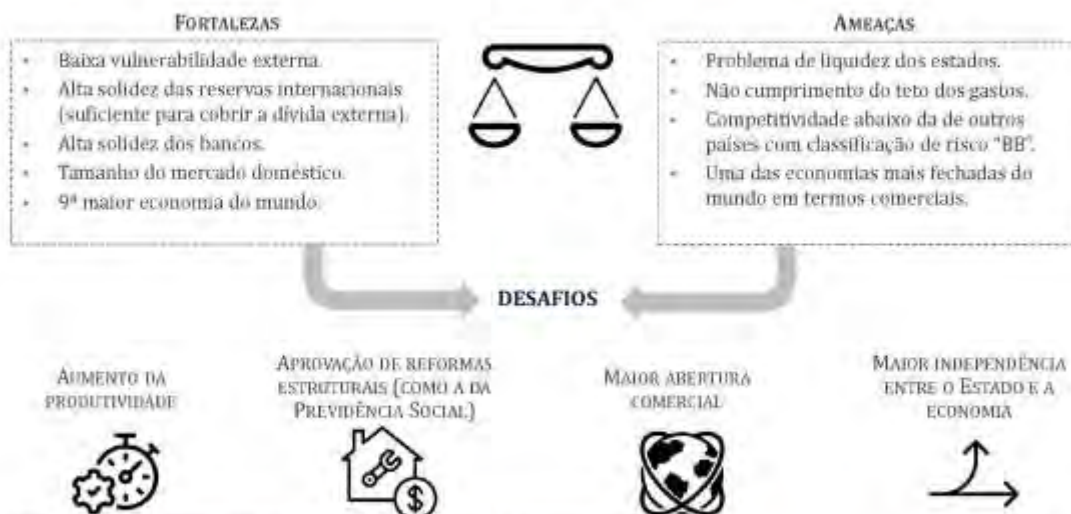 FORTALEZAS
- Baixa vulnerabilidade externa.
- Alta solidez das reservas internacionais
(suficiente para cobrir a dívida externa).
- Alta solidez dos bancos.
- Tamanho do mercado doméstico.
- 9ª maior economia do mundo.
AMEAÇAS
- Problema de liquidez dos estados.
- Não cumprimento do teto dos gastos.
- Competitividade abaixo da de outros
países com classificação de risco "BB".
- Uma das economias mais fechadas do
mundo em termos comerciais.
DESAFIOS
AUMENTO DA
PRODUTIVIDADE
APROVAÇÃO DE REFORMAS
ESTRUTURAIS (COMO A DA
PREVIDÊNCIA SOCIAL)
$
MAIOR ABERTURA
COMERCIAL
MAIOR INDEPENDÊNCIA
ENTRE O ESTADO E A
ECONOMIA